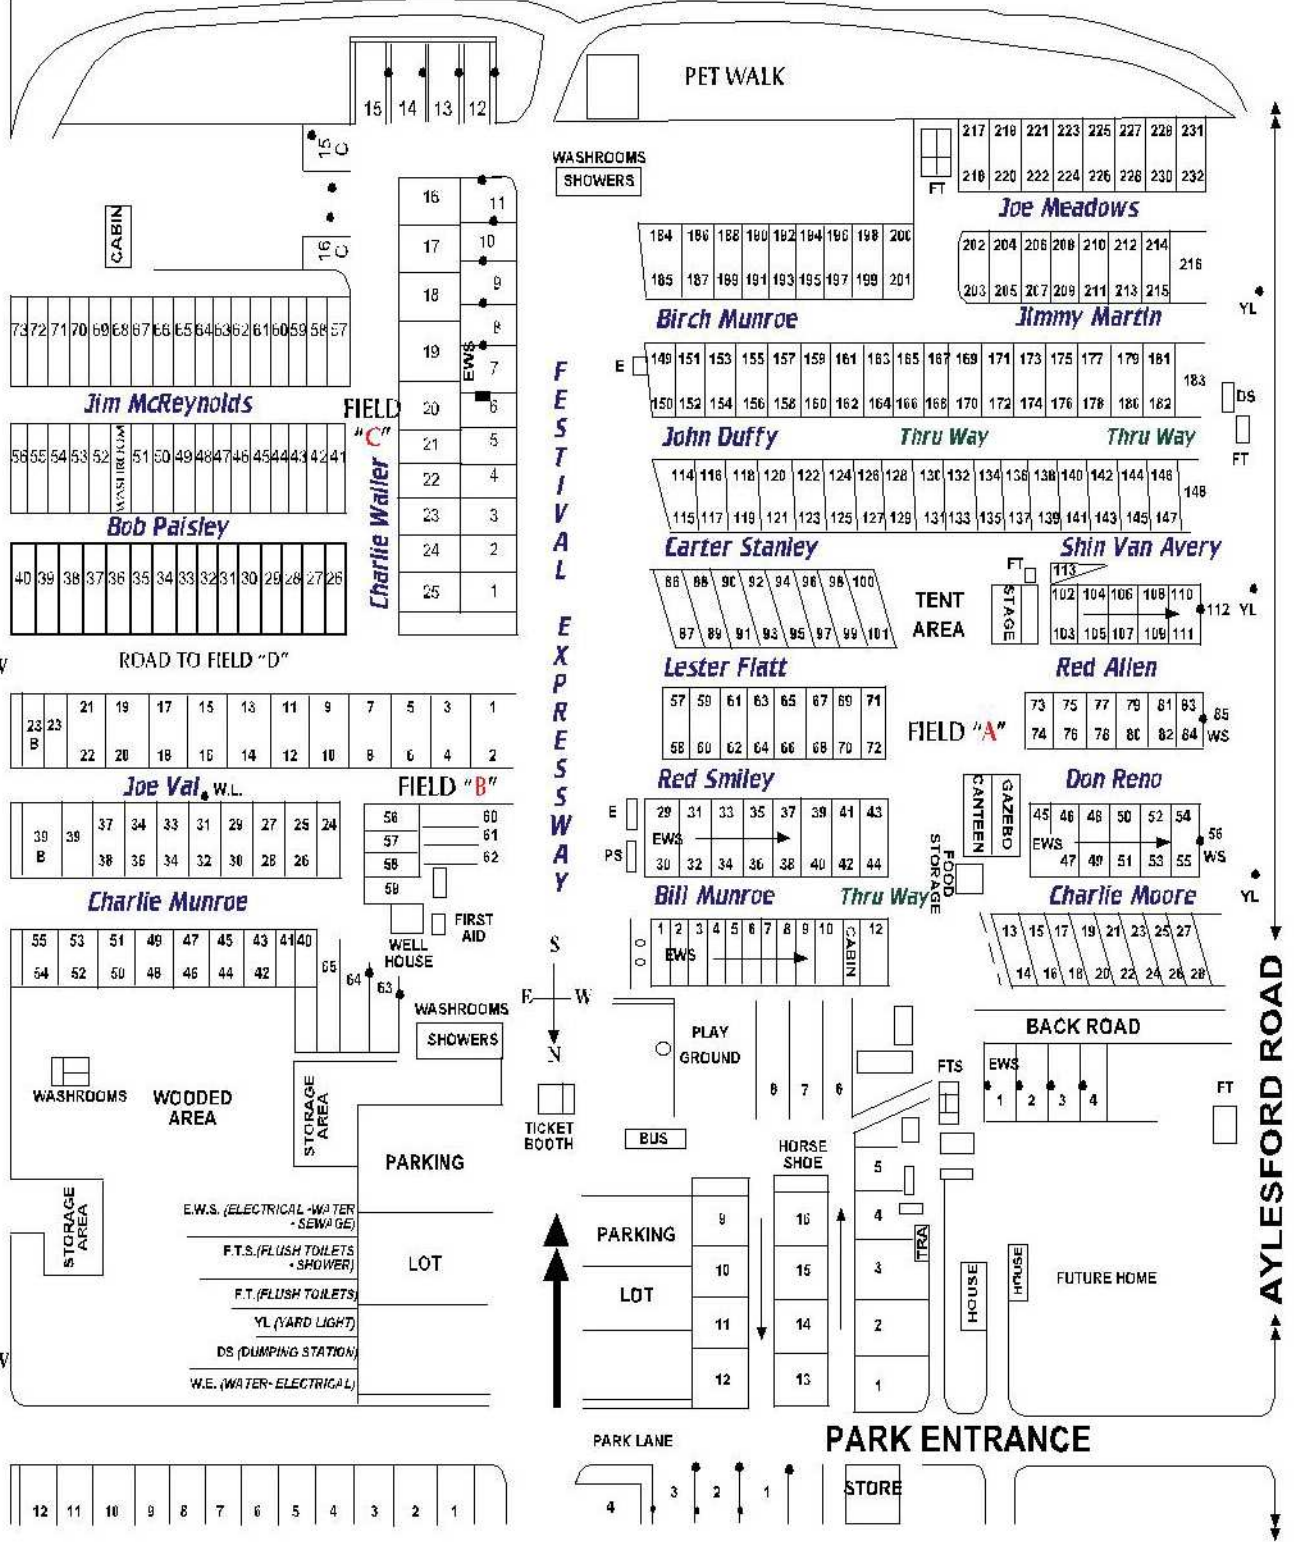 PET WALK
15 14 13 12
WASHROOMS
SHOWERS
15 C
16 C
CABIN
FT
217 219 221 223 225 227 229 231
218 220 222 224 226 228 230 232
Joe Meadows
202 204 206 208 210 212 214
216
203 205 207 209 211 213 215
Jimmy Martin
YL
184 186 188 190 192 194 196 198 200
185 187 189 191 193 195 197 199 201
Birch Munroe
16 11
17 10
18 9
8
19 7
EWS
20 6
21 5
22 4
23 3
24 2
25 1
73 72 71 70 69 68 67 66 65 64 63 62 61 60 59 58 57
Jim McReynolds
FIELD
"C"
Charlie Waller
56 55 54 53 52 WASHROOM 51 50 49 48 47 46 45 44 43 42 41
Bob Paisley
40 39 38 37 36 35 34 33 32 31 30 29 28 27 26
ROAD TO FIELD "D"
FESTIVAL EXPRESSWAY
E
149 151 153 155 157 159 161 163 165 167 169 171 173 175 177 179 181
183
150 152 154 156 158 160 162 164 166 168 170 172 174 176 178 180 182
DS
FT
John Duffy Thru Way Thru Way
114 116 118 120 122 124 126 128 130 132 134 136 138 140 142 144 146
148
115 117 119 121 123 125 127 129 131 133 135 137 139 141 143 145 147
Carter Stanley Shin Van Avery
86 88 90 92 94 96 98 100
87 89 91 93 95 97 99 101
TENT
AREA
FT
STAGE
113
102 104 106 108 110
112 YL
103 105 107 109 111
Lester Flatt Red Allen
57 59 61 63 65 67 69 71
58 60 62 64 66 68 70 72
FIELD "A"
73 75 77 79 81 83
85
WS
74 76 78 80 82 84
Red Smiley Don Reno
23 B 23 21 19 17 15 13 11 9 7 5 3 1
22 20 18 16 14 12 10 8 6 4 2
Joe Val W.L.
FIELD "B"
39 B 39 37 34 33 31 29 27 25 24
38 36 34 32 30 28 26
56 60
57 61
58 62
59
Charlie Munroe
FIRST
AID
WELL
HOUSE
E
PS
29 31 33 35 37 39 41 43
EWS
30 32 34 36 38 40 42 44
CANTEEN
GAZEBO
FOOD
STORAGE
45 46 48 50 52 54
EWS
56
WS
47 49 51 53 55
YL
Bill Munroe Thru Way Charlie Moore
1 2 3 4 5 6 7 8 9 10 CABIN 12
EWS
13 15 17 19 21 23 25 27
14 16 18 20 22 24 26 28
BACK ROAD
55 53 51 49 47 45 43 41 40
54 52 50 48 46 44 42
65 64 63
WASHROOMS
SHOWERS
S
E W
N
PLAY
GROUND
8 7 6
FTS
EWS
1 2 3 4
FT
WASHROOMS
WOODED
AREA
STORAGE
AREA
TICKET
BOOTH
BUS
HORSE
SHOE
PARKING
LOT
STORAGE
AREA
E.W.S. (ELECTRICAL -WATER
- SEWAGE)
F.T.S.(FLUSH TOILETS
- SHOWER)
F.T.(FLUSH TOILETS)
YL (YARD LIGHT)
DS (DUMPING STATION)
W.E. (WATER- ELECTRICAL)
PARKING
LOT
9 16
10 15
11 14
12 13
5
4
3
2
1
TRA
HOUSE
HOUSE
FUTURE HOME
AYLESFORD ROAD
PARK LANE
PARK ENTRANCE
12 11 10 9 8 7 6 5 4 3 2 1
4 3 2 1
STORE